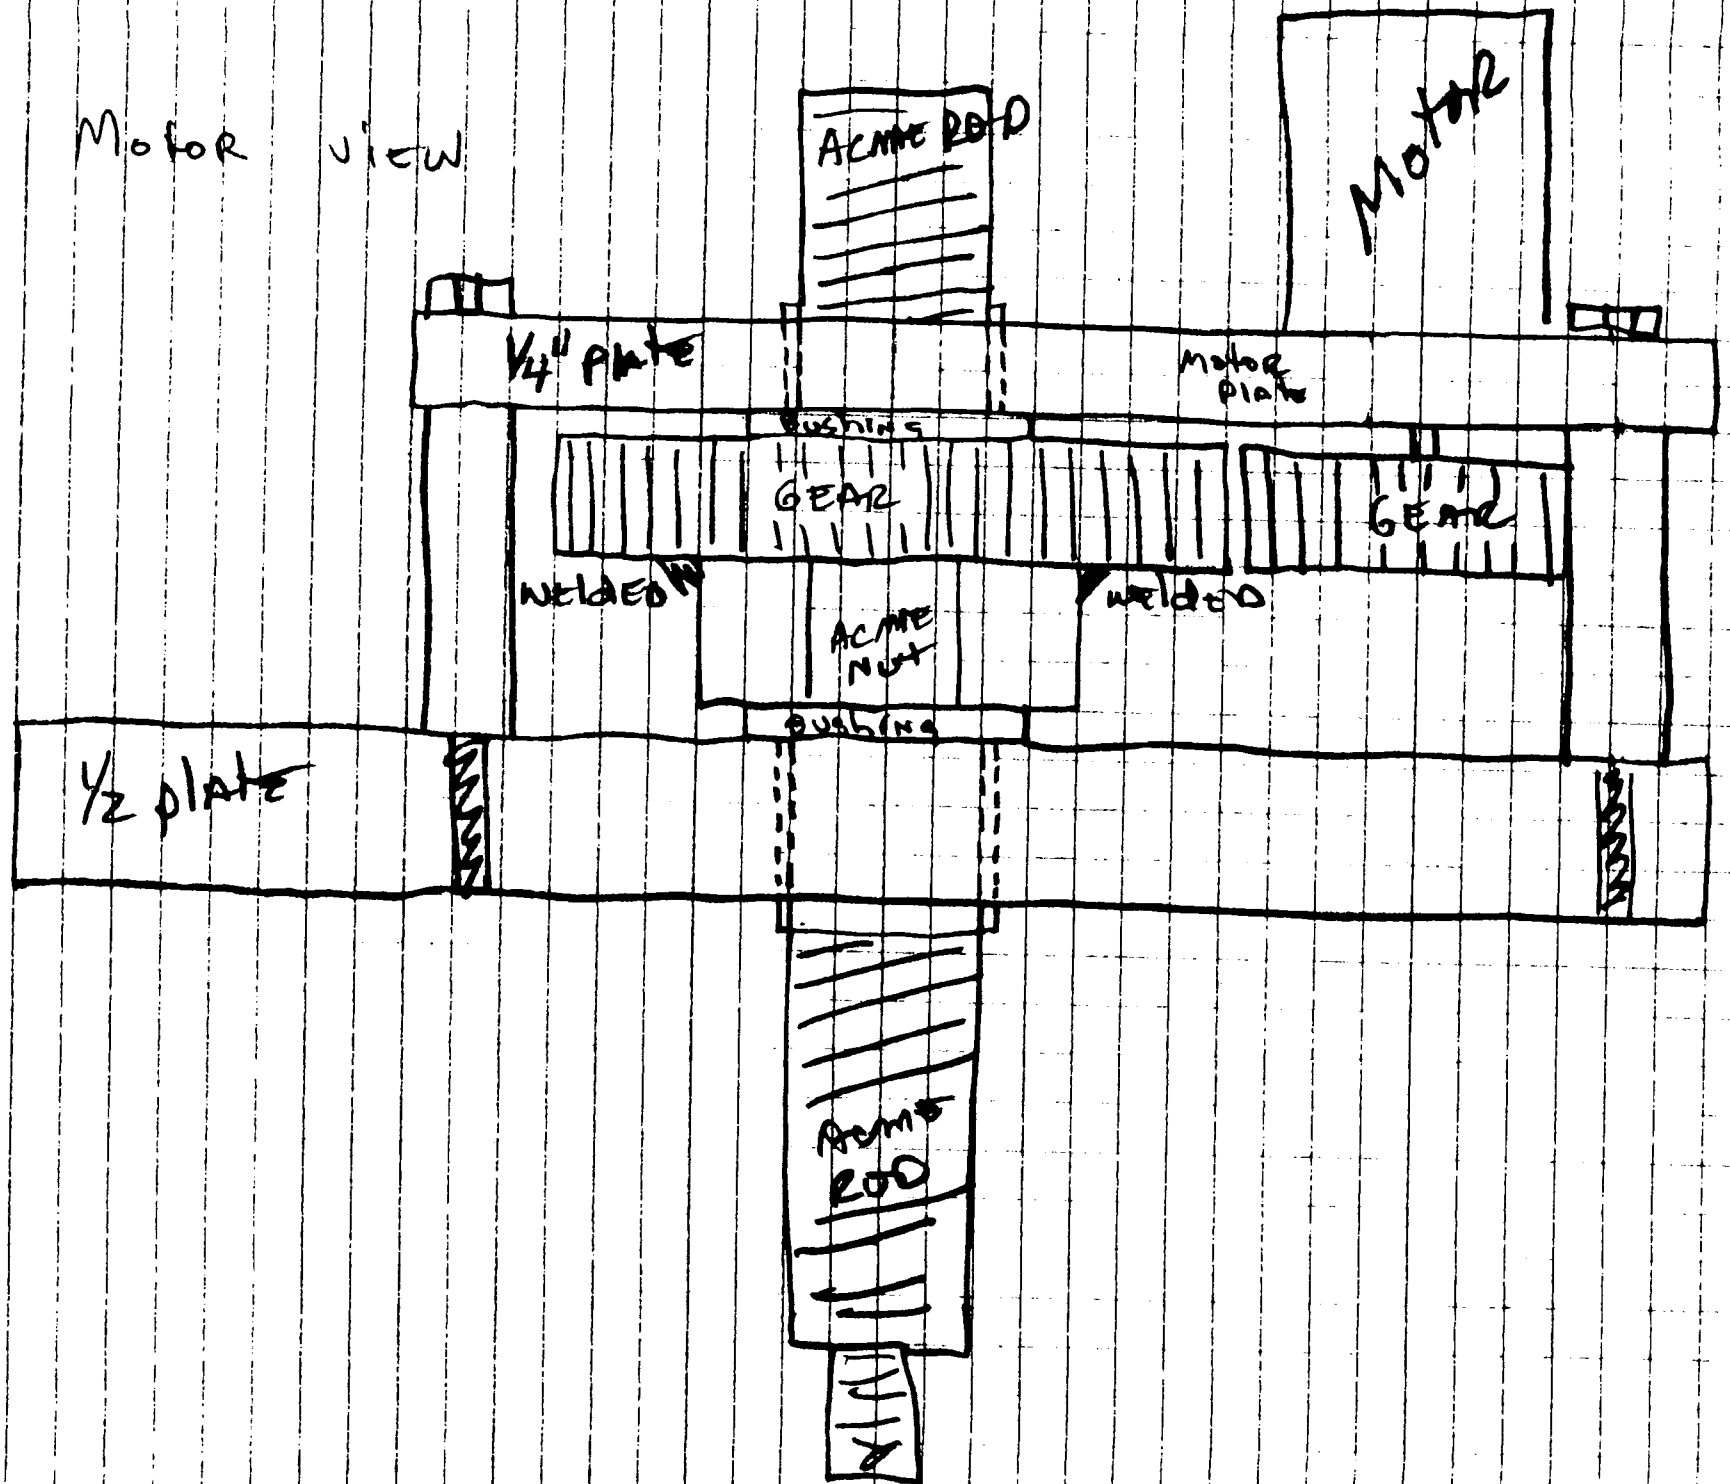 Motor view
Motor
ACME ROD
1/4" plate
Motor
plate
Bushing
GEAR
GEAR
welded
welded
ACME
Nut
Bushing
1/2 plate
Acme
ROD